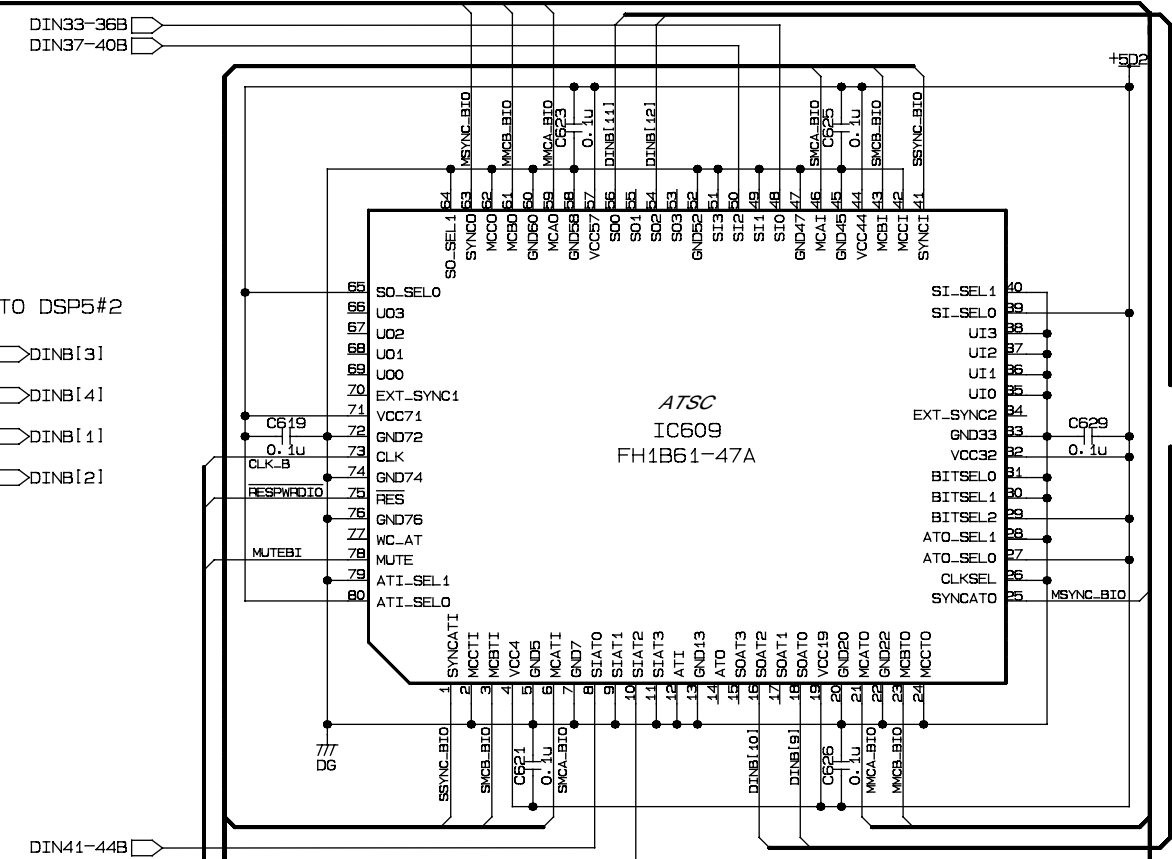 DIN33-36B
DIN37-40B
+5D2
MSYNC_BIO
MMCB_BIO
MMCA_BIO
C623
0.1u
DINB[11]
DINB[12]
SMCA_BIO
C625
0.1u
SMCB_BIO
SSYNC_BIO
64 63 62 61 60 59 58 57 56 55 54 53 52 51 50 49 48 47 46 45 44 43 42 41
SO_SEL1
SYNCO
MCCO
MCBO
GND60
MCAO
GND58
VCC57
SO0
SO1
SO2
SO3
GND52
SI3
SI2
SI1
SI0
GND47
MCAI
GND45
VCC44
MCBI
MCCI
SYNCI
TO DSP5#2
DINB[3]
DINB[4]
DINB[1]
DINB[2]
65 SO_SEL0
66 UO3
67 UO2
68 UO1
69 UO0
70 EXT_SYNC1
71 VCC71
72 GND72
73 CLK
74 GND74
75 RES
76 GND76
77 WC_AT
78 MUTE
79 ATI_SEL1
80 ATI_SEL0
C619
0.1u
CLK_B
RESPWRDIO
MUTEBI
ATSC
IC609
FH1B61-47A
SI_SEL1 40
SI_SEL0 39
UI3 38
UI2 37
UI1 36
UI0 35
EXT_SYNC2 34
GND33 33
VCC32 32
BITSEL0 31
BITSEL1 30
BITSEL2 29
ATO_SEL1 28
ATO_SEL0 27
CLKSEL 26
SYNCATO 25
C629
0.1u
MSYNC_BIO
SYNCATI
MCCTI
MCBTI
VCC4
GND5
MCATI
GND7
SIAT0
SIAT1
SIAT2
SIAT3
ATI
GND13
ATO
SOAT3
SOAT2
SOAT1
SOAT0
VCC19
GND20
MCATO
GND22
MCBTO
MCCTO
1 2 3 4 5 6 7 8 9 10 11 12 13 14 15 16 17 18 19 20 21 22 23 24
DG
SSYNC_BIO
SMCB_BIO
C621
0.1u
SMCA_BIO
DINB[10]
DINB[9]
C626
0.1u
MMCA_BIO
MMCB_BIO
DIN41-44B